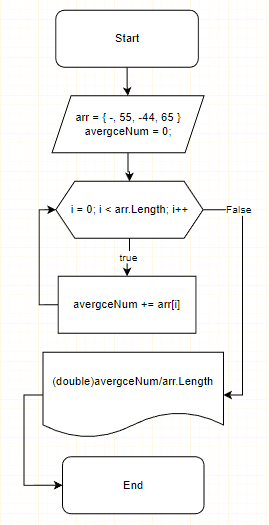 Start
arr = { -, 55, -44, 65 }
avergceNum = 0;
i = 0; i < arr.Length; i++
False
true
avergceNum += arr[i]
(double)avergceNum/arr.Length
End